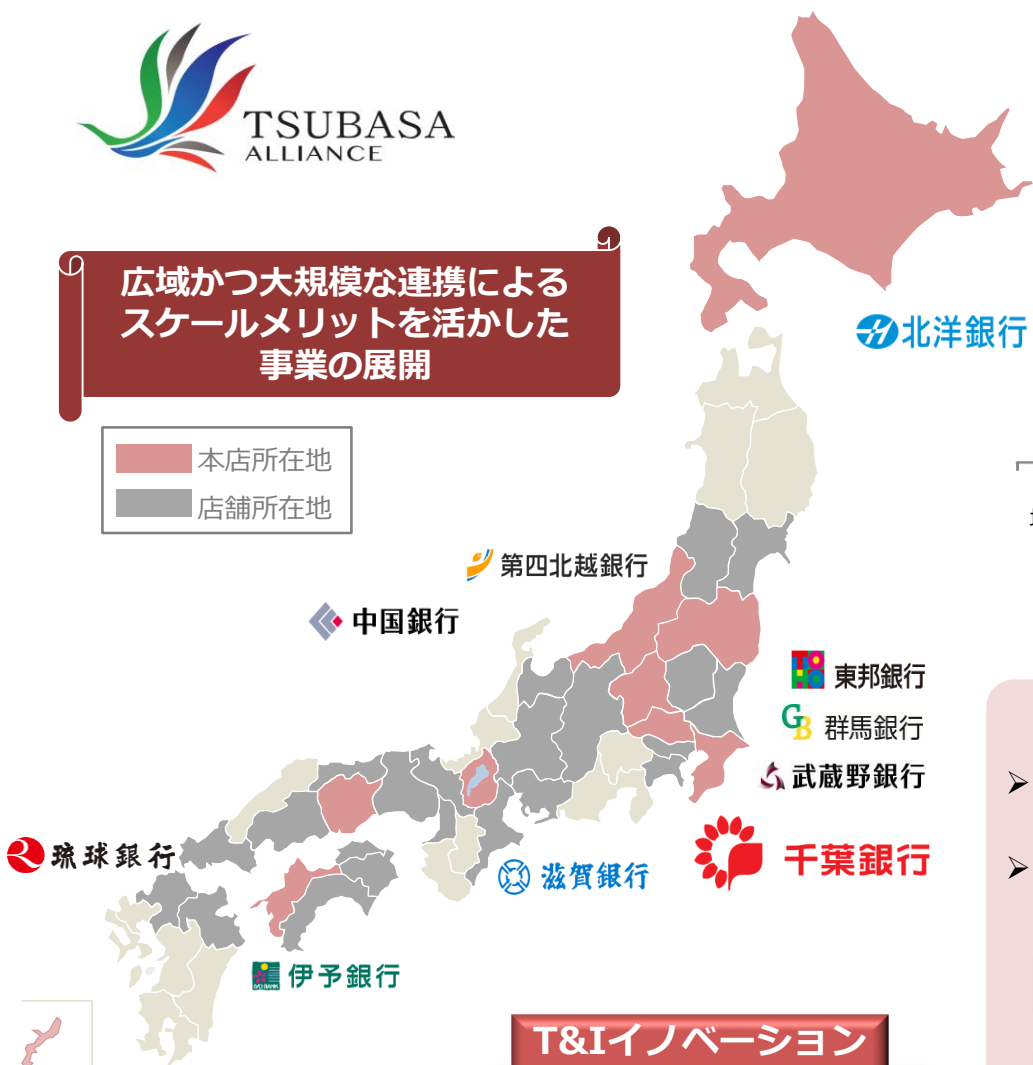 TSUBASA
ALLIANCE
広域かつ大規模な連携による
スケールメリットを活かした
事業の展開
本店所在地
店舗所在地
北洋銀行
第四北越銀行
中国銀行
TOHO
東邦銀行
GB
群馬銀行
武蔵野銀行
千葉銀行
琉球銀行
滋賀銀行
IYO BANK
伊予銀行
T&Iイノベーション